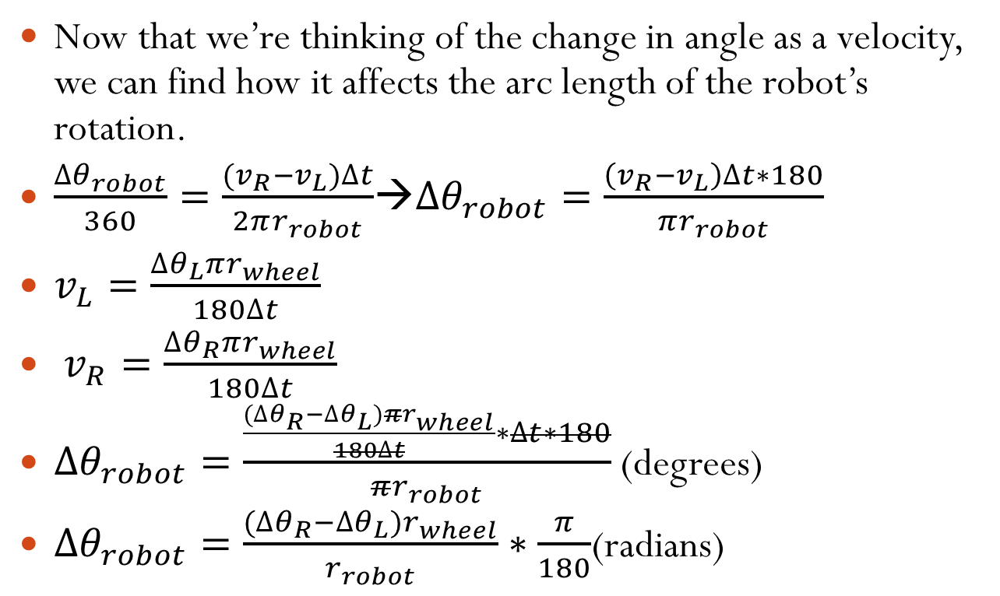 • Now that we’re thinking of the change in angle as a velocity,
we can find how it affects the arc length of the robot’s
rotation.
• $\frac{\Delta\theta_{robot}}{360} = \frac{(v_R - v_L)\Delta t}{2\pi r_{robot}} \rightarrow \Delta\theta_{robot} = \frac{(v_R - v_L)\Delta t * 180}{\pi r_{robot}}$
• $v_L = \frac{\Delta\theta_L \pi r_{wheel}}{180\Delta t}$
• $v_R = \frac{\Delta\theta_R \pi r_{wheel}}{180\Delta t}$
• $\Delta\theta_{robot} = \frac{\frac{(\Delta\theta_R - \Delta\theta_L)\cancel{\pi} r_{wheel}}{\cancel{180\Delta t}} * \cancel{\Delta t * 180}}{\cancel{\pi} r_{robot}}$ (degrees)
• $\Delta\theta_{robot} = \frac{(\Delta\theta_R - \Delta\theta_L) r_{wheel}}{r_{robot}} * \frac{\pi}{180}$(radians)